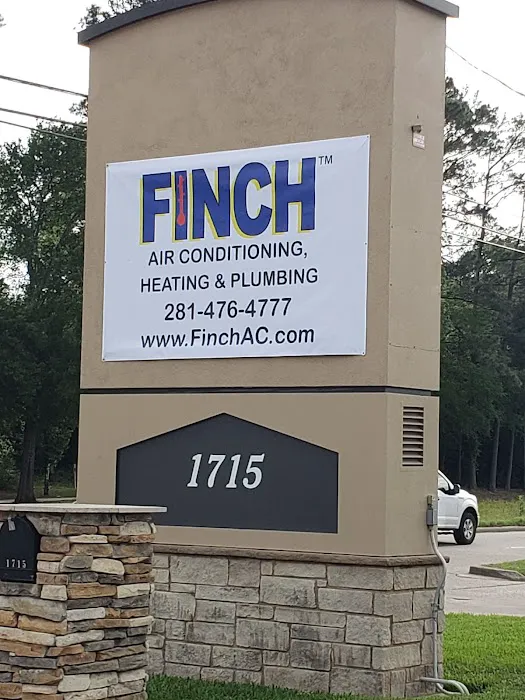 FINCH™
AIR CONDITIONING,
HEATING & PLUMBING
281-476-4777
www.FinchAC.com
1715
1715